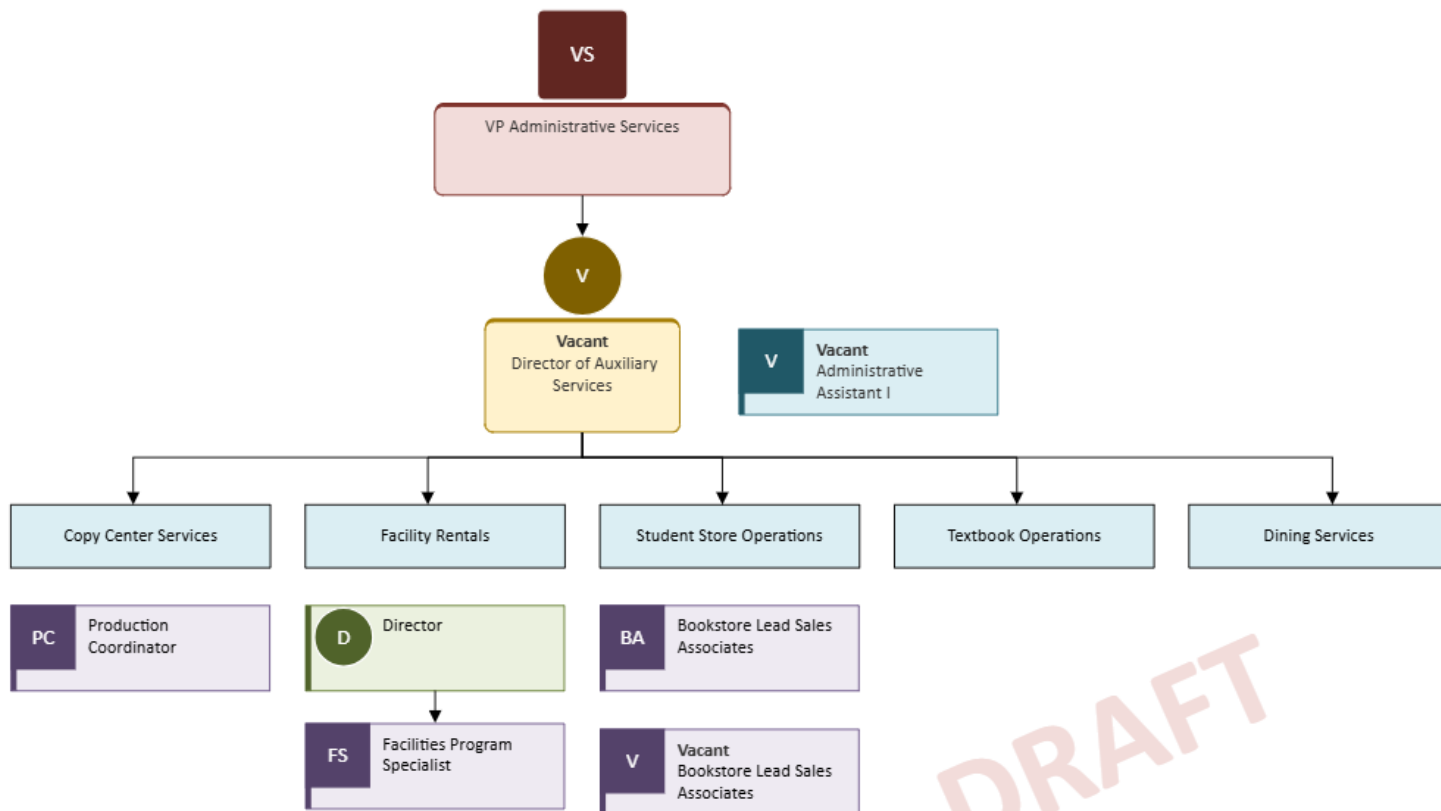 VS
VP Administrative Services
V
Vacant
Director of Auxiliary
Services
V
Vacant
Administrative
Assistant I
Copy Center Services
Facility Rentals
Student Store Operations
Textbook Operations
Dining Services
PC
Production
Coordinator
D
Director
BA
Bookstore Lead Sales
Associates
FS
Facilities Program
Specialist
V
Vacant
Bookstore Lead Sales
Associates
DRAFT